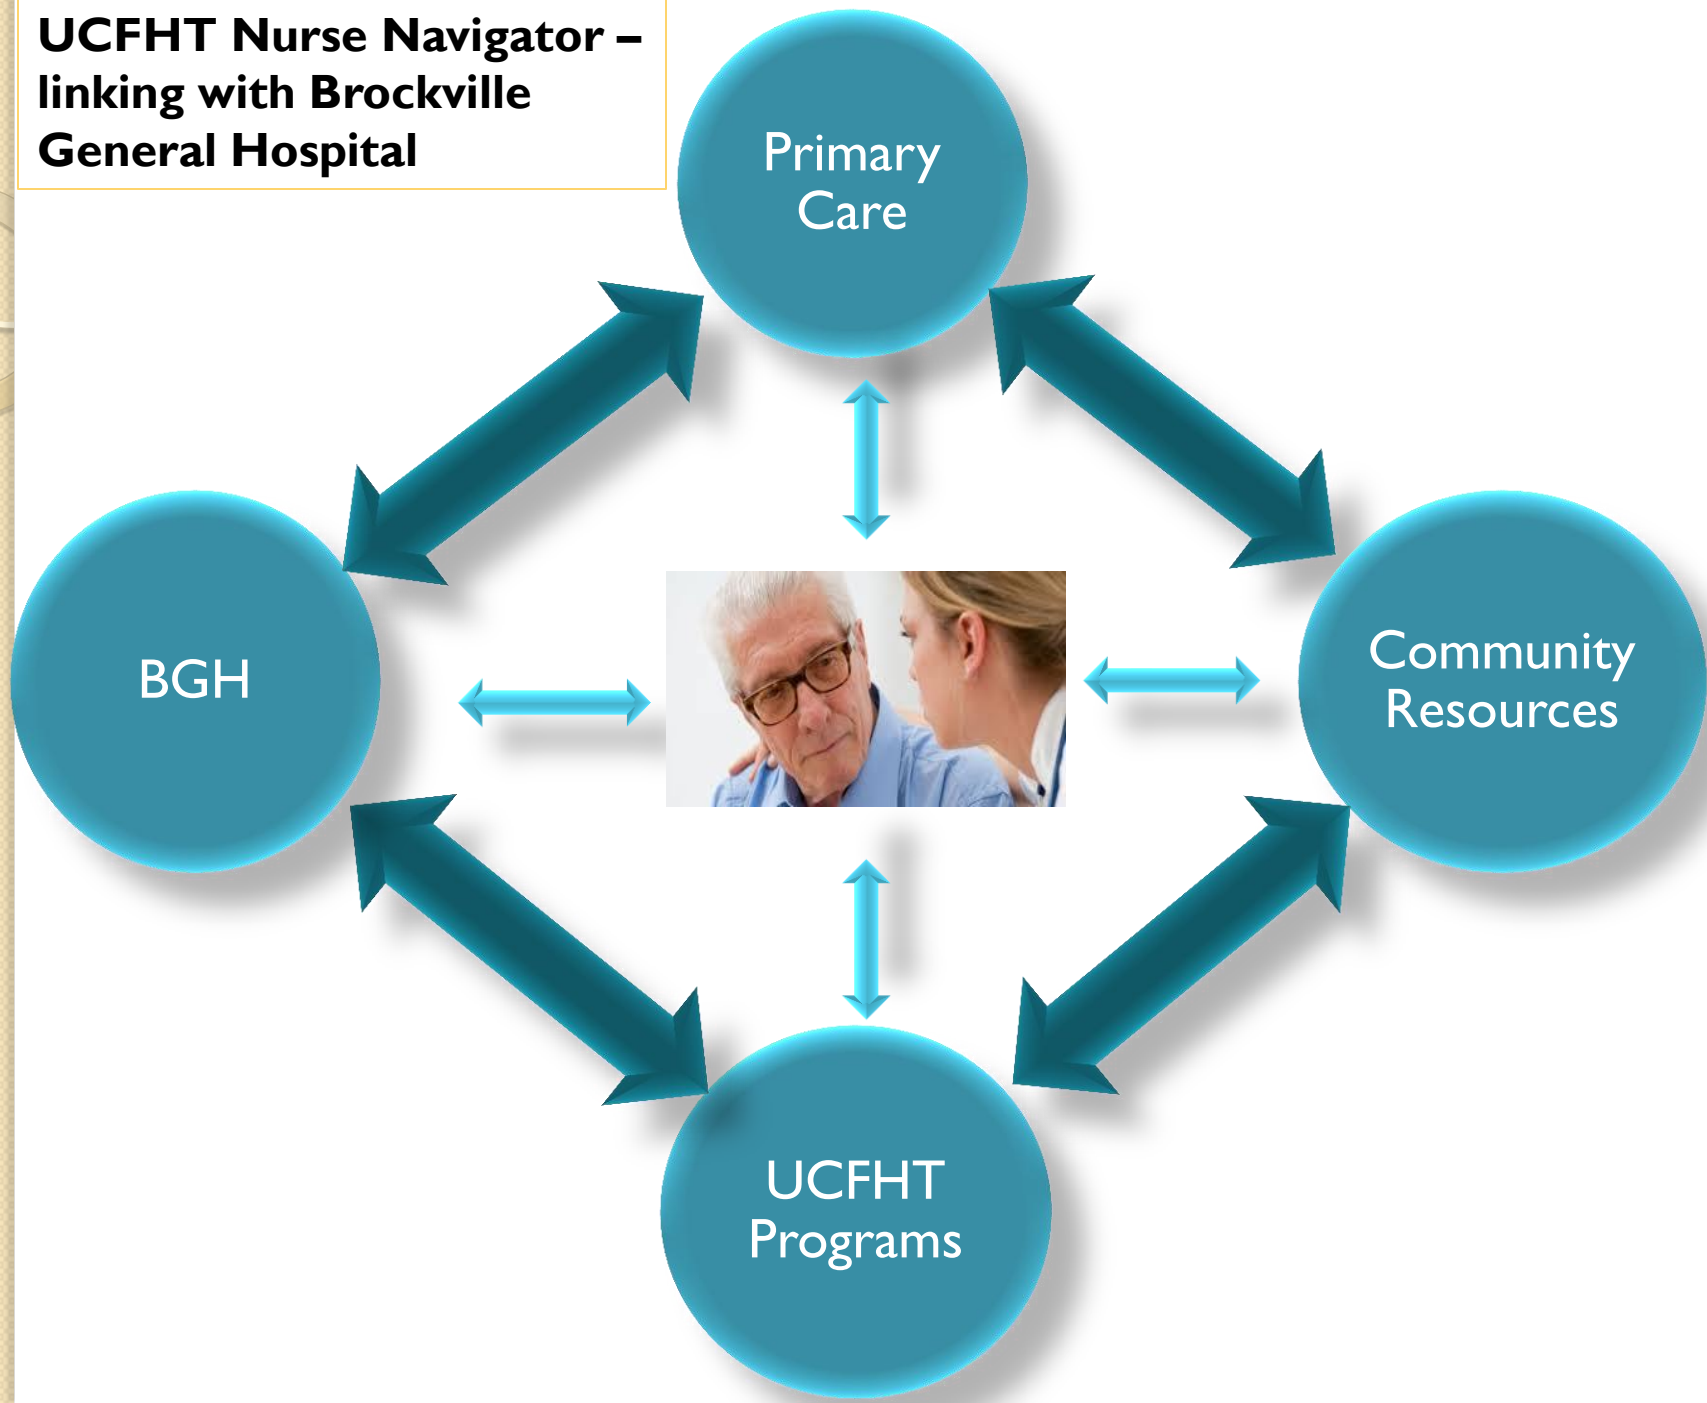 UCFHT Nurse Navigator –
linking with Brockville
General Hospital
Primary
Care
BGH
Community
Resources
UCFHT
Programs